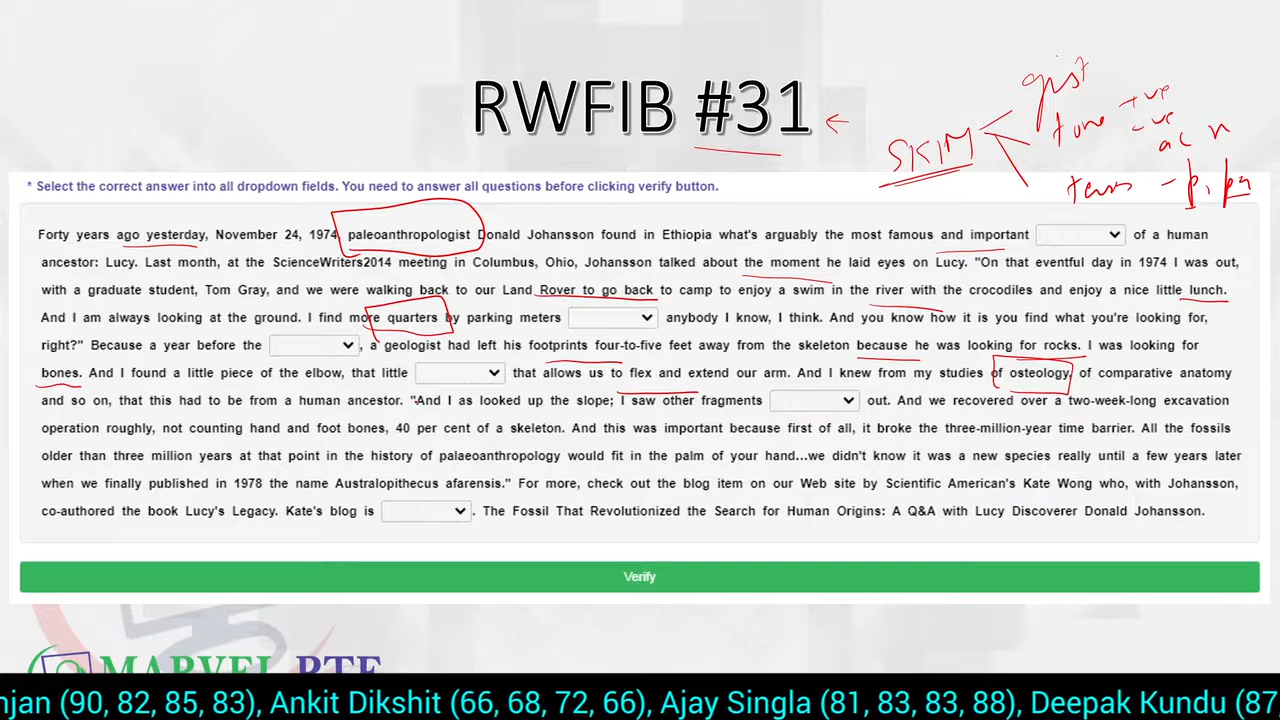 RWFIB #31
SKIM
gist
tone +ve
-ve
ac n
tens - p, pa
* Select the correct answer into all dropdown fields. You need to answer all questions before clicking verify button.
Forty years ago yesterday, November 24, 1974, paleoanthropologist Donald Johansson found in Ethiopia what's arguably the most famous and important of a human
ancestor: Lucy. Last month, at the ScienceWriters2014 meeting in Columbus, Ohio, Johansson talked about the moment he laid eyes on Lucy. "On that eventful day in 1974 I was out,
with a graduate student, Tom Gray, and we were walking back to our Land Rover to go back to camp to enjoy a swim in the river with the crocodiles and enjoy a nice little lunch.
And I am always looking at the ground. I find more quarters by parking meters anybody I know, I think. And you know how it is you find what you're looking for,
right?" Because a year before the , a geologist had left his footprints four-to-five feet away from the skeleton because he was looking for rocks. I was looking for
bones. And I found a little piece of the elbow, that little that allows us to flex and extend our arm. And I knew from my studies of osteology, of comparative anatomy
and so on, that this had to be from a human ancestor. "And I as looked up the slope; I saw other fragments out. And we recovered over a two-week-long excavation
operation roughly, not counting hand and foot bones, 40 per cent of a skeleton. And this was important because first of all, it broke the three-million-year time barrier. All the fossils
older than three million years at that point in the history of palaeoanthropology would fit in the palm of your hand...we didn't know it was a new species really until a few years later
when we finally published in 1978 the name Australopithecus afarensis." For more, check out the blog item on our Web site by Scientific American's Kate Wong who, with Johansson,
co-authored the book Lucy's Legacy. Kate's blog is . The Fossil That Revolutionized the Search for Human Origins: A Q&A with Lucy Discoverer Donald Johansson.
Verify
MARVEL PTE
njan (90, 82, 85, 83), Ankit Dikshit (66, 68, 72, 66), Ajay Singla (81, 83, 83, 88), Deepak Kundu (87